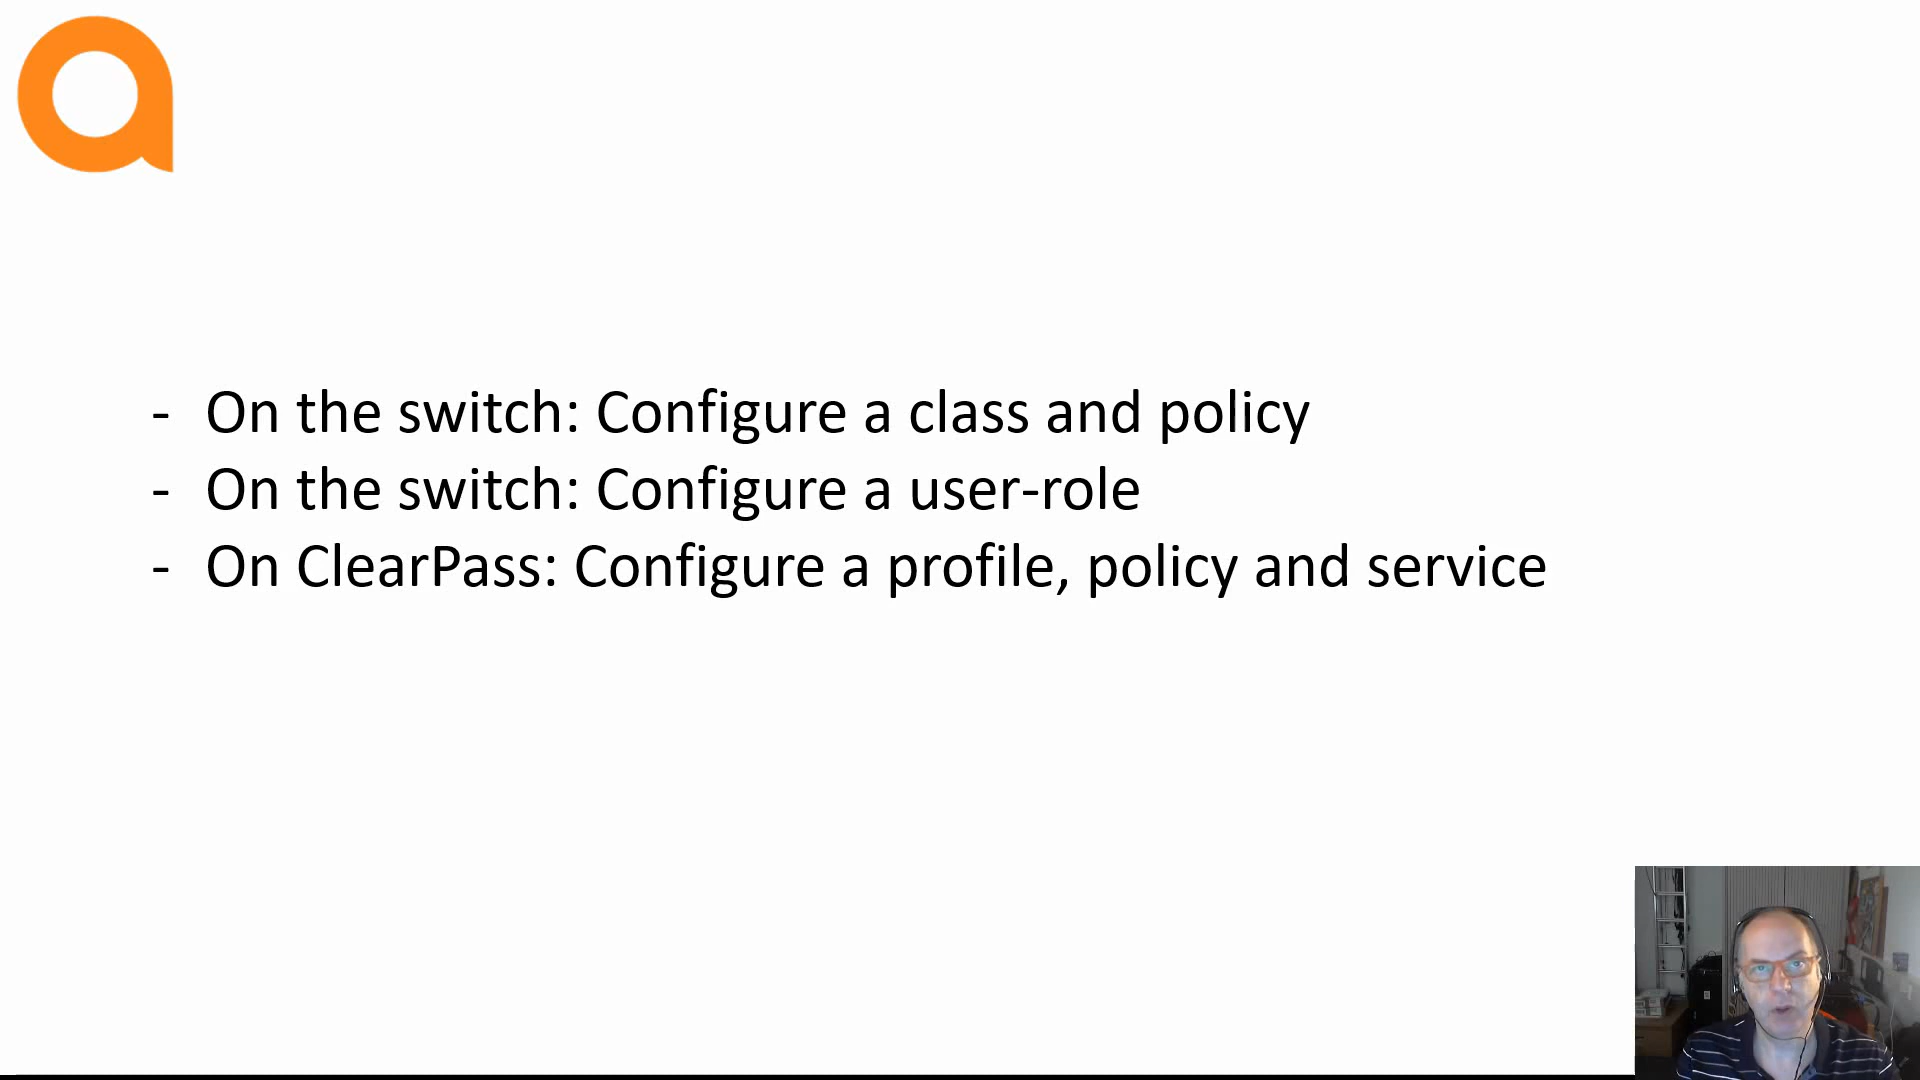 - On the switch: Configure a class and policy
- On the switch: Configure a user-role
- On ClearPass: Configure a profile, policy and service